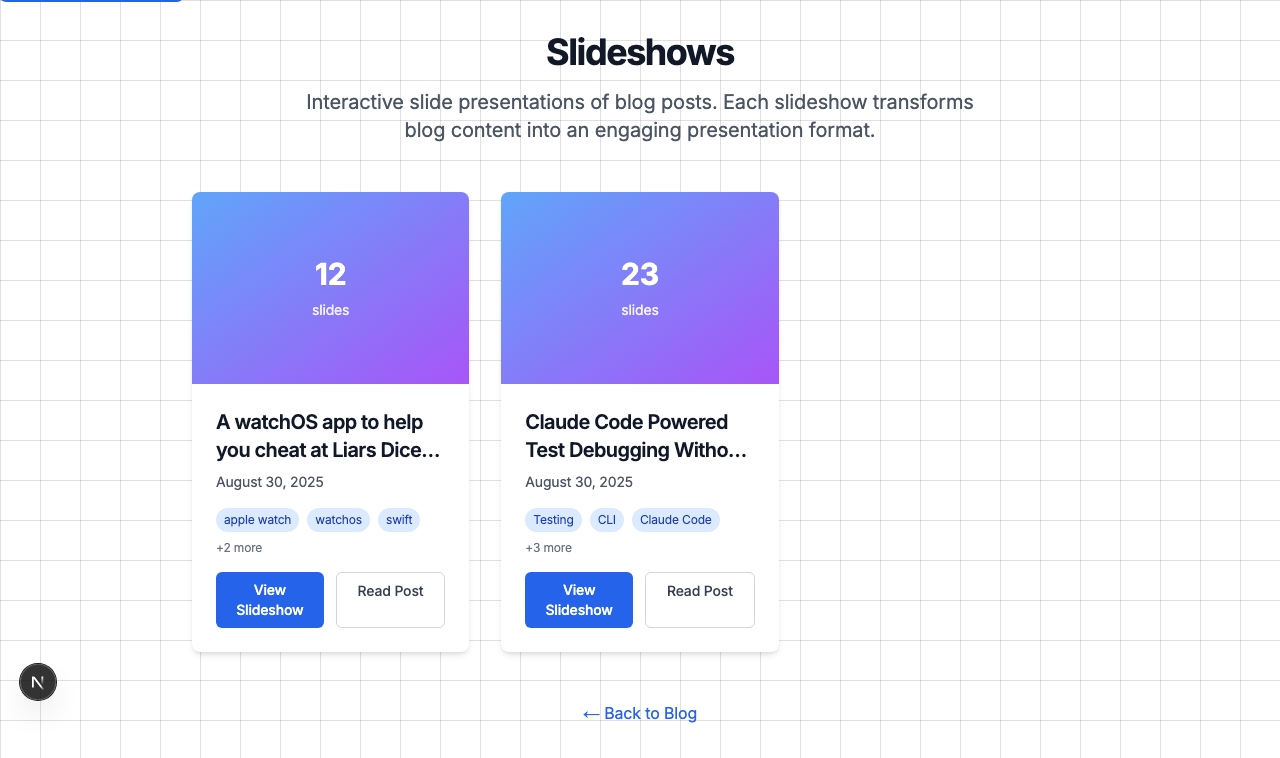 Slideshows
Interactive slide presentations of blog posts. Each slideshow transforms
blog content into an engaging presentation format.
12
slides
A watchOS app to help
you cheat at Liars Dice...
August 30, 2025
apple watch watchos swift
+2 more
View
Slideshow
Read Post
23
slides
Claude Code Powered
Test Debugging Witho...
August 30, 2025
Testing CLI Claude Code
+3 more
View
Slideshow
Read Post
N
← Back to Blog